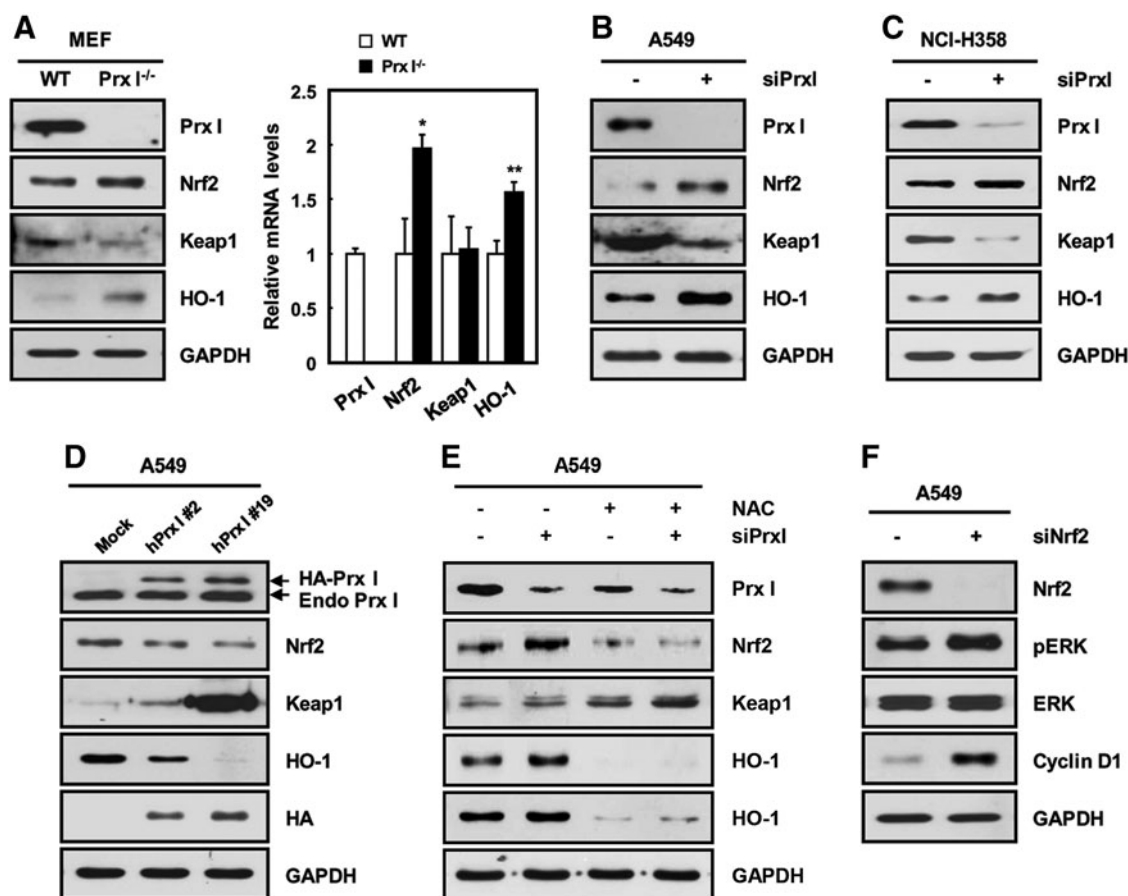 A
MEF
WT Prx I-/-
Prx I
Nrf2
Keap1
HO-1
GAPDH
WT
Prx I-/-
Relative mRNA levels
2.5
2
1.5
1
0.5
0
*
**
Prx I
Nrf2
Keap1
HO-1
B
A549
- + siPrxI
Prx I
Nrf2
Keap1
HO-1
GAPDH
C
NCI-H358
- + siPrxI
Prx I
Nrf2
Keap1
HO-1
GAPDH
D
A549
Mock hPrx I #2 hPrx I #19
HA-Prx I
Endo Prx I
Nrf2
Keap1
HO-1
HA
GAPDH
E
A549
- - + + NAC
- + - + siPrxI
Prx I
Nrf2
Keap1
HO-1
HO-1
GAPDH
F
A549
- + siNrf2
Nrf2
pERK
ERK
Cyclin D1
GAPDH